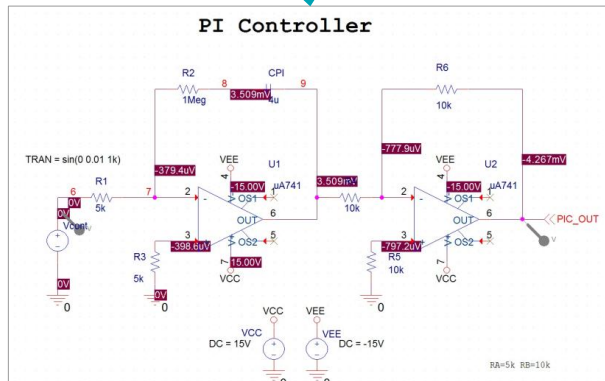 PI Controller
R2
8
CPI
9
R6
1Meg
3.509mV
4u
10k
TRAN = sin(0 0.01 1k)
-379.4uV
VEE
U1
-777.9uV
VEE
U2
-4.267mV
6
0V
R1
7
4
-15.00V
uA741
3.509mV
4
-15.00V
uA741
5k
2
-
OS1
1
10k
2
-
OS1
1
0V
V
OUT
6
OUT
6
PIC_OUT
Vcont
3
+
OS2
5
3
+
OS2
5
V
-398.6uV
-797.2uV
R3
7
15.00V
R5
7
0V
5k
VCC
10k
VCC
0V
0
0
0
VCC
VEE
VCC
VEE
DC = 15V
DC = -15V
RA=5k RB=10k